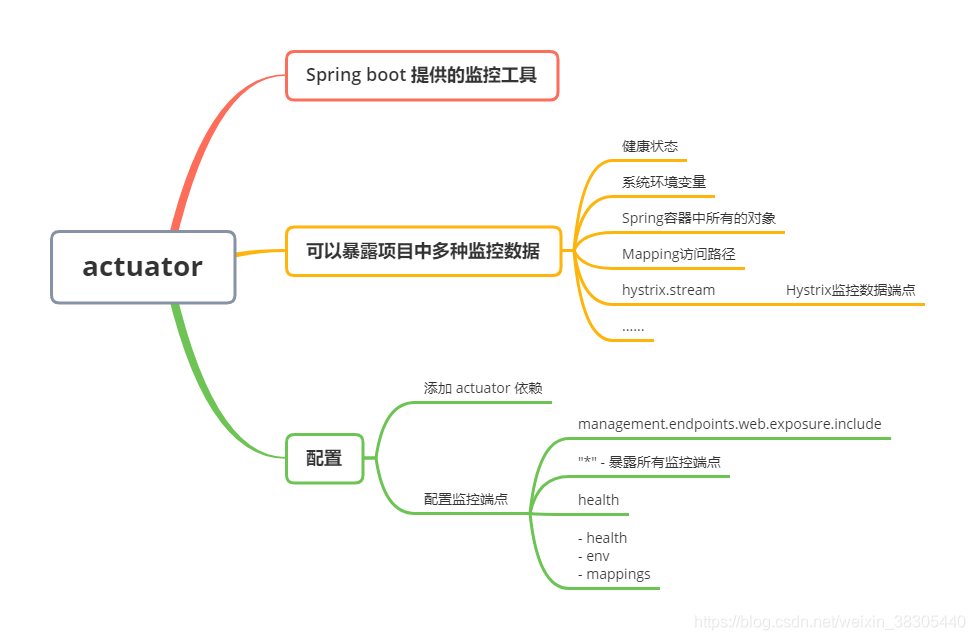 actuator
Spring boot 提供的监控工具
可以暴露项目中多种监控数据
健康状态
系统环境变量
Spring容器中所有的对象
Mapping访问路径
hystrix.stream Hystrix监控数据端点
......
配置
添加 actuator 依赖
配置监控端点
management.endpoints.web.exposure.include
"*" - 暴露所有监控端点
health
- health
- env
- mappings
https://blog.csdn.net/weixin_38305440